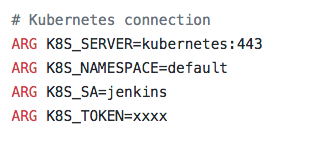 # Kubernetes connection
ARG K8S_SERVER=kubernetes:443
ARG K8S_NAMESPACE=default
ARG K8S_SA=jenkins
ARG K8S_TOKEN=xxxx